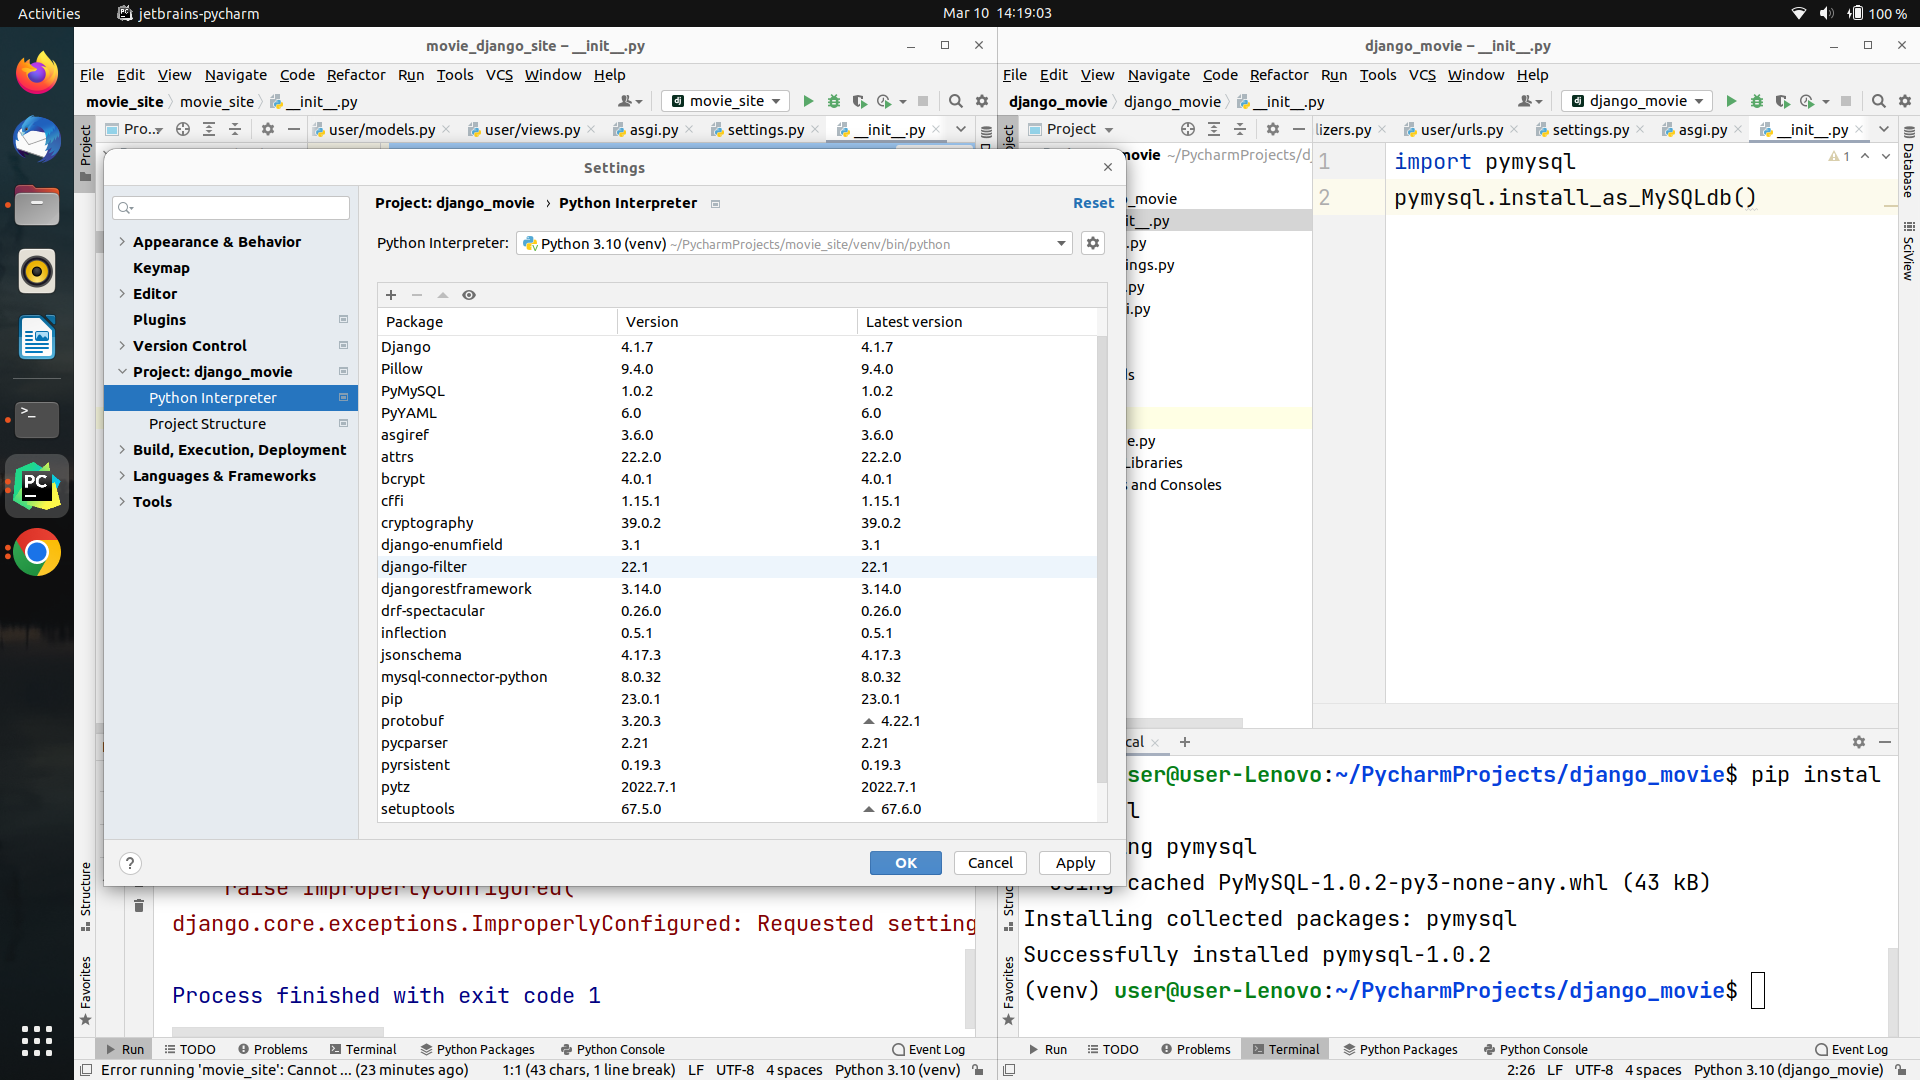 Activities
jetbrains-pycharm
Mar 10 14:19:03
100 %
movie_django_site – __init__.py
File Edit View Navigate Code Refactor Run Tools VCS Window Help
movie_site movie_site __init__.py
movie_site
Project
Pro...
user/models.py
user/views.py
asgi.py
settings.py
__init__.py
django_movie – __init__.py
File Edit View Navigate Code Refactor Run Tools VCS Window Help
django_movie django_movie __init__.py
django_movie
Project
lizers.py
user/urls.py
settings.py
asgi.py
__init__.py
Database
SciView
1 import pymysql
2 pymysql.install_as_MySQLdb()
1
movie ~/PycharmProjects/d
_movie
it__.py
.py
ings.py
.py
i.py
ls
e.py
Libraries
s and Consoles
Settings
Appearance & Behavior
Keymap
Editor
Plugins
Version Control
Project: django_movie
Python Interpreter
Project Structure
Build, Execution, Deployment
Languages & Frameworks
Tools
Project: django_movie › Python Interpreter
Reset
Python Interpreter: Python 3.10 (venv) ~/PycharmProjects/movie_site/venv/bin/python
Package Version Latest version
Django 4.1.7 4.1.7
Pillow 9.4.0 9.4.0
PyMySQL 1.0.2 1.0.2
PyYAML 6.0 6.0
asgiref 3.6.0 3.6.0
attrs 22.2.0 22.2.0
bcrypt 4.0.1 4.0.1
cffi 1.15.1 1.15.1
cryptography 39.0.2 39.0.2
django-enumfield 3.1 3.1
django-filter 22.1 22.1
djangorestframework 3.14.0 3.14.0
drf-spectacular 0.26.0 0.26.0
inflection 0.5.1 0.5.1
jsonschema 4.17.3 4.17.3
mysql-connector-python 8.0.32 8.0.32
pip 23.0.1 23.0.1
protobuf 3.20.3 4.22.1
pycparser 2.21 2.21
pyrsistent 0.19.3 0.19.3
pytz 2022.7.1 2022.7.1
setuptools 67.5.0 67.6.0
?
OK
Cancel
Apply
Structure
Favorites
raise ImproperlyConfigured(
django.core.exceptions.ImproperlyConfigured: Requested setting
Process finished with exit code 1
cal
ser@user-Lenovo:~/PycharmProjects/django_movie$ pip instal
l
ng pymysql
Using cached PyMySQL-1.0.2-py3-none-any.whl (43 kB)
Installing collected packages: pymysql
Successfully installed pymysql-1.0.2
(venv) user@user-Lenovo:~/PycharmProjects/django_movie$
Structure
Favorites
Run TODO Problems Terminal Python Packages Python Console Event Log
Error running 'movie_site': Cannot ... (23 minutes ago) 1:1 (43 chars, 1 line break) LF UTF-8 4 spaces Python 3.10 (venv)
Run TODO Problems Terminal Python Packages Python Console Event Log
2:26 LF UTF-8 4 spaces Python 3.10 (django_movie)